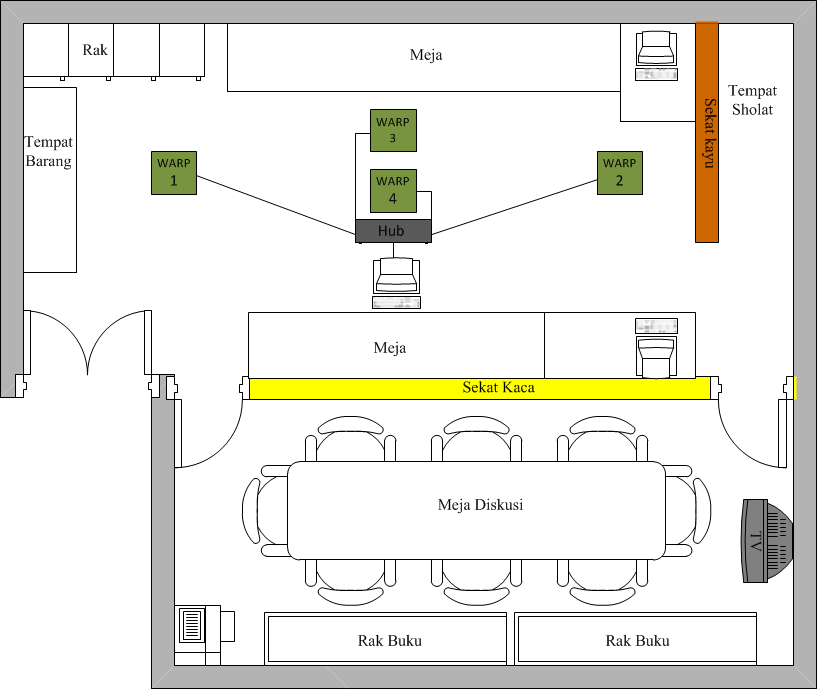 Rak
Meja
Tempat
Sholat
Sekat kayu
Tempat
Barang
WARP
3
WARP
1
WARP
4
WARP
2
Hub
Meja
Sekat Kaca
Meja Diskusi
TV
Rak Buku
Rak Buku